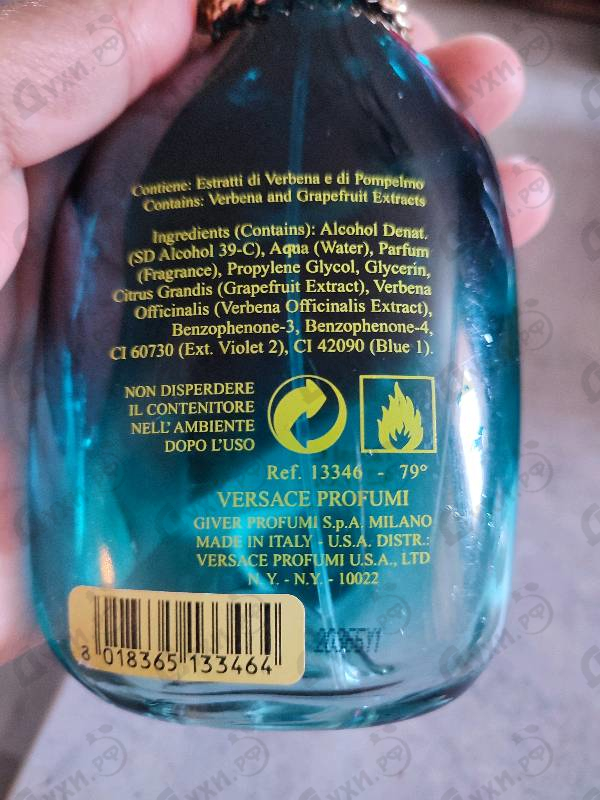 Contiene: Estratti di Verbena e di Pompelmo
Contains: Verbena and Grapefruit Extracts
Ingredients (Contains): Alcohol Denat.
(SD Alcohol 39-C), Aqua (Water), Parfum
(Fragrance), Propylene Glycol, Glycerin,
Citrus Grandis (Grapefruit Extract), Verbena
Officinalis (Verbena Officinalis Extract),
Benzophenone-3, Benzophenone-4,
CI 60730 (Ext. Violet 2), CI 42090 (Blue 1).
NON DISPERDERE
IL CONTENITORE
NELL'AMBIENTE
DOPO L'USO
Ref. 13346 - 79°
VERSACE PROFUMI
GIVER PROFUMI S.p.A. MILANO
MADE IN ITALY - U.S.A. DISTR.:
VERSACE PROFUMI U.S.A., LTD
N. Y. - N.Y. - 10022
8 018365 133464
ДУХИ.РФ